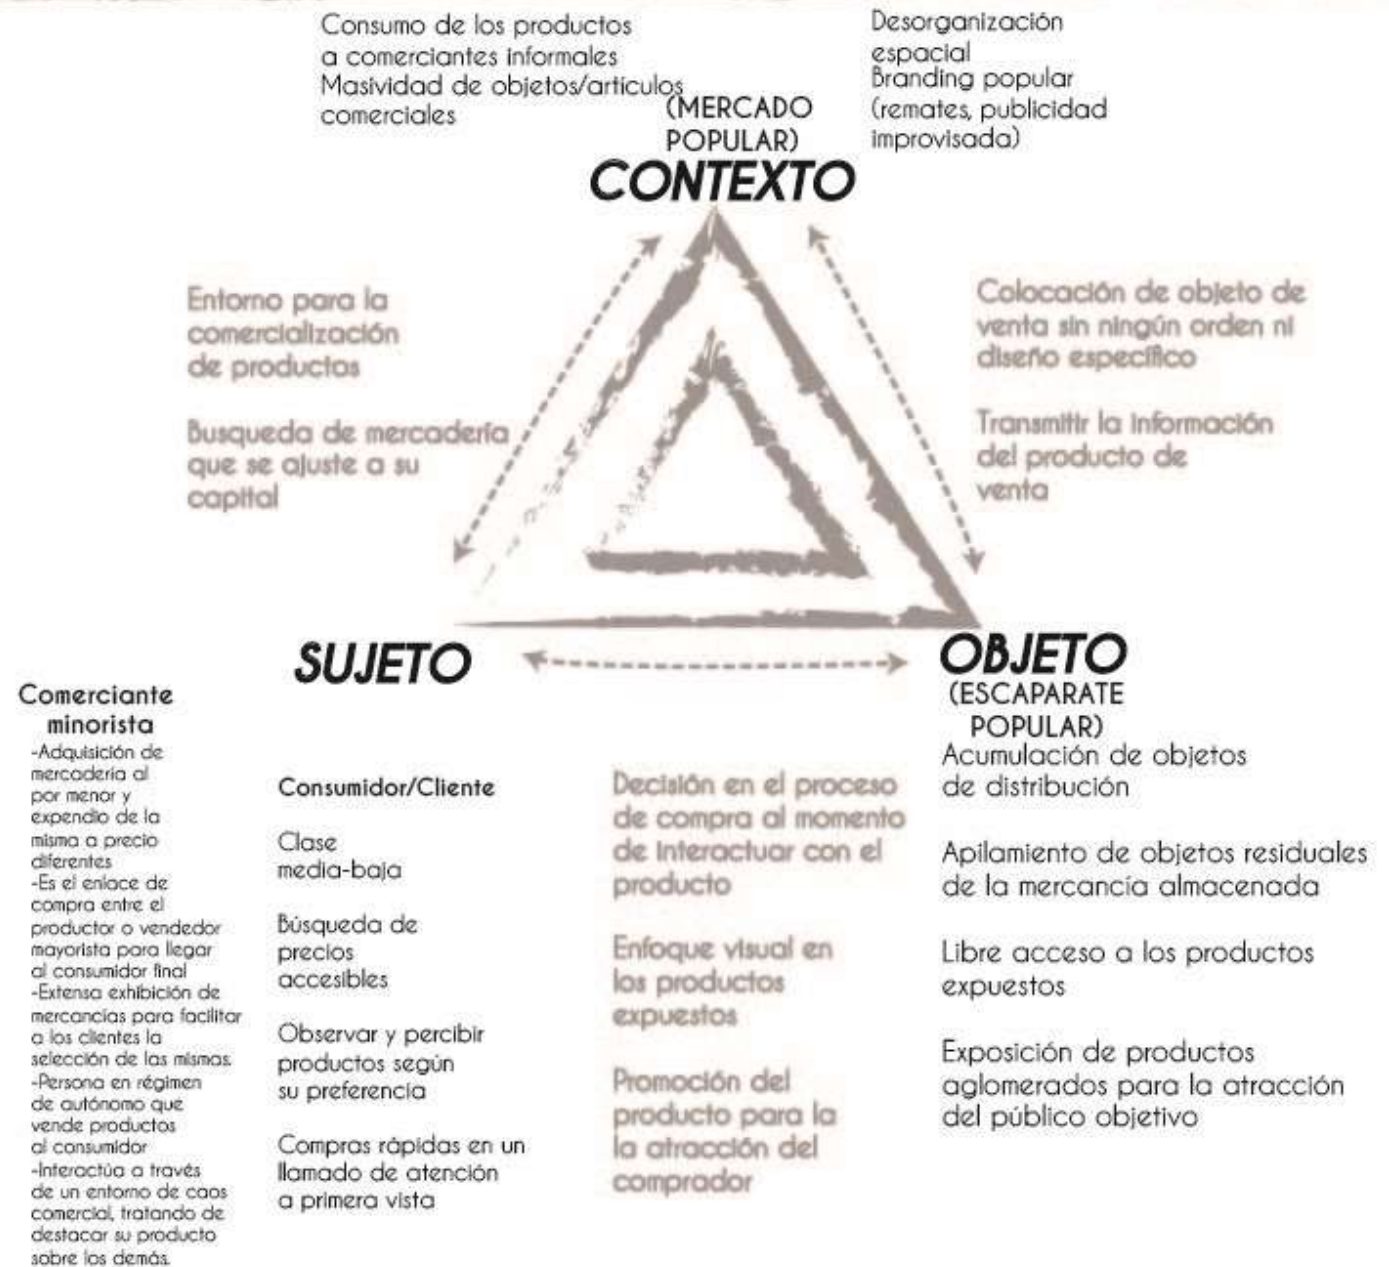 Consumo de los productos
a comerciantes informales
Masividad de objetos/artículos
comerciales
Desorganización
espacial
Branding popular
(remates, publicidad
improvisada)
(MERCADO
POPULAR)
CONTEXTO
Entorno para la
comercialización
de productos
Busqueda de mercadería
que se ajuste a su
capital
Colocación de objeto de
venta sin ningún orden ni
diseño específico
Transmitir la información
del producto de
venta
SUJETO
OBJETO
(ESCAPARATE
POPULAR)
Comerciante
minorista
-Adquisición de
mercadería al
por menor y
expendio de la
misma a precio
diferentes
-Es el enlace de
compra entre el
productor o vendedor
mayorista para llegar
al consumidor final
-Extensa exhibición de
mercancías para facilitar
a los clientes la
selección de las mismas.
-Persona en régimen
de autónomo que
vende productos
al consumidor
-Interactúa a través
de un entorno de caos
comercial, tratando de
destacar su producto
sobre los demás.
Consumidor/Cliente
Clase
media-baja
Búsqueda de
precios
accesibles
Observar y percibir
productos según
su preferencia
Compras rápidas en un
llamado de atención
a primera vista
Decisión en el proceso
de compra al momento
de interactuar con el
producto
Enfoque visual en
los productos
expuestos
Promoción del
producto para la
la atracción del
comprador
Acumulación de objetos
de distribución
Apilamiento de objetos residuales
de la mercancía almacenada
Libre acceso a los productos
expuestos
Exposición de productos
aglomerados para la atracción
del público objetivo